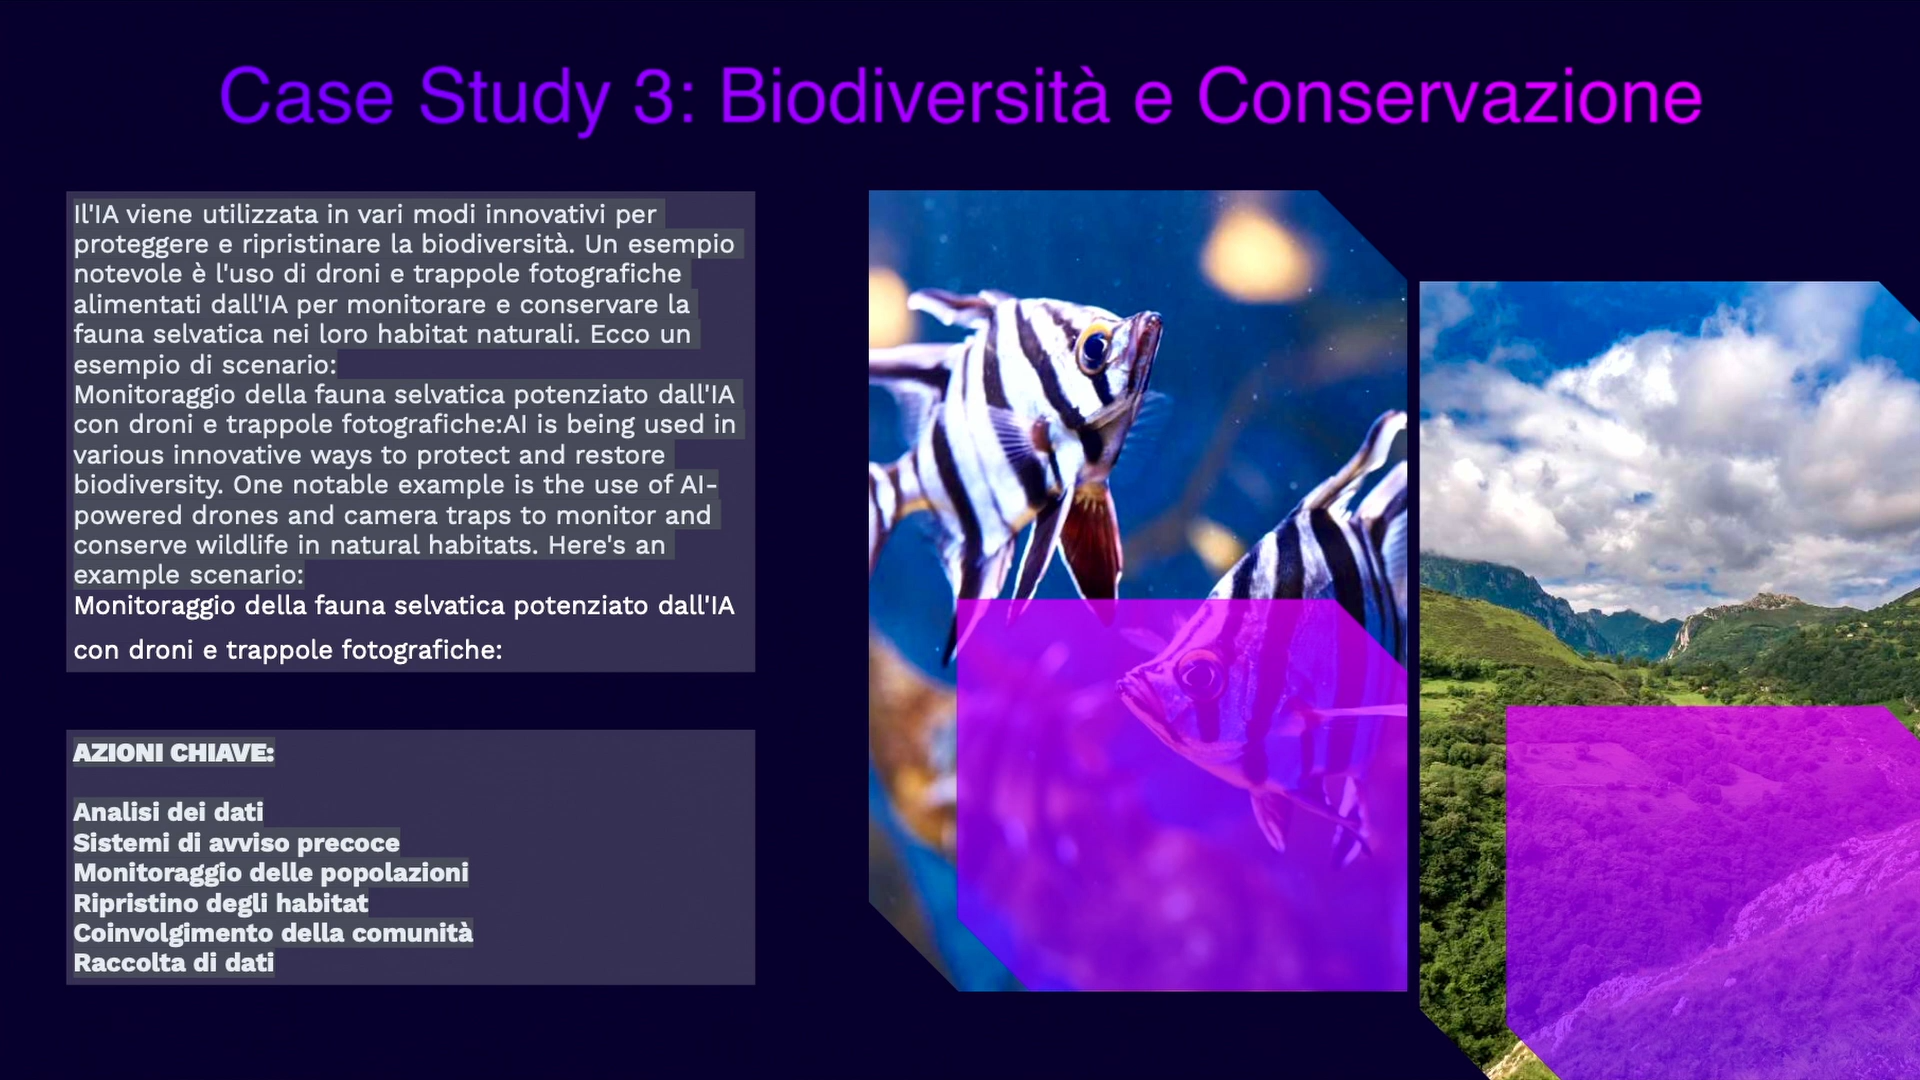 Case Study 3: Biodiversità e Conservazione
Il'IA viene utilizzata in vari modi innovativi per
proteggere e ripristinare la biodiversità. Un esempio
notevole è l'uso di droni e trappole fotografiche
alimentati dall'IA per monitorare e conservare la
fauna selvatica nei loro habitat naturali. Ecco un
esempio di scenario:
Monitoraggio della fauna selvatica potenziato dall'IA
con droni e trappole fotografiche:AI is being used in
various innovative ways to protect and restore
biodiversity. One notable example is the use of AI-
powered drones and camera traps to monitor and
conserve wildlife in natural habitats. Here's an
example scenario:
Monitoraggio della fauna selvatica potenziato dall'IA
con droni e trappole fotografiche:
AZIONI CHIAVE:
Analisi dei dati
Sistemi di avviso precoce
Monitoraggio delle popolazioni
Ripristino degli habitat
Coinvolgimento della comunità
Raccolta di dati